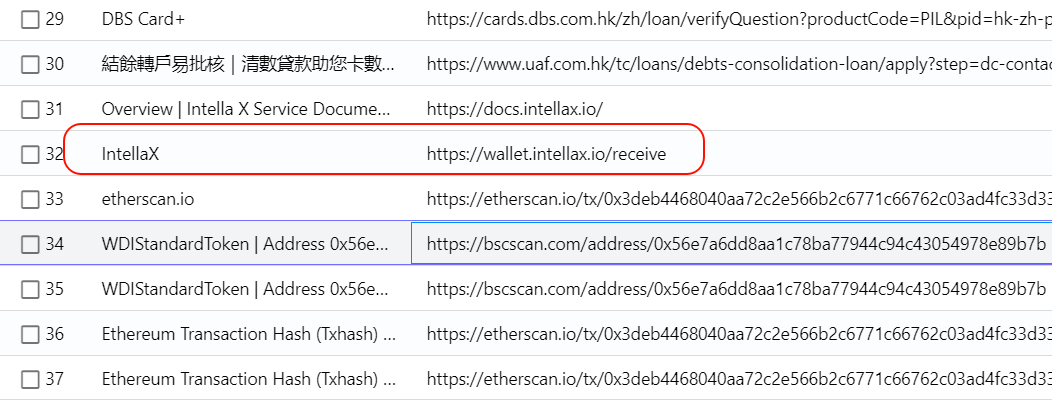 29 DBS Card+ https://cards.dbs.com.hk/zh/loan/verifyQuestion?productCode=PIL&pid=hk-zh-p
30 結餘轉戶易批核 | 清數貸款助您卡數... https://www.uaf.com.hk/tc/loans/debts-consolidation-loan/apply?step=dc-contac
31 Overview | Intella X Service Docume... https://docs.intellax.io/
32 IntellaX https://wallet.intellax.io/receive
33 etherscan.io https://etherscan.io/tx/0x3deb4468040aa72c2e566b2c6771c66762c03ad4fc33d33
34 WDIStandardToken | Address 0x56e... https://bscscan.com/address/0x56e7a6dd8aa1c78ba77944c94c43054978e89b7b
35 WDIStandardToken | Address 0x56e... https://bscscan.com/address/0x56e7a6dd8aa1c78ba77944c94c43054978e89b7b
36 Ethereum Transaction Hash (Txhash) ... https://etherscan.io/tx/0x3deb4468040aa72c2e566b2c6771c66762c03ad4fc33d33
37 Ethereum Transaction Hash (Txhash) ... https://etherscan.io/tx/0x3deb4468040aa72c2e566b2c6771c66762c03ad4fc33d33